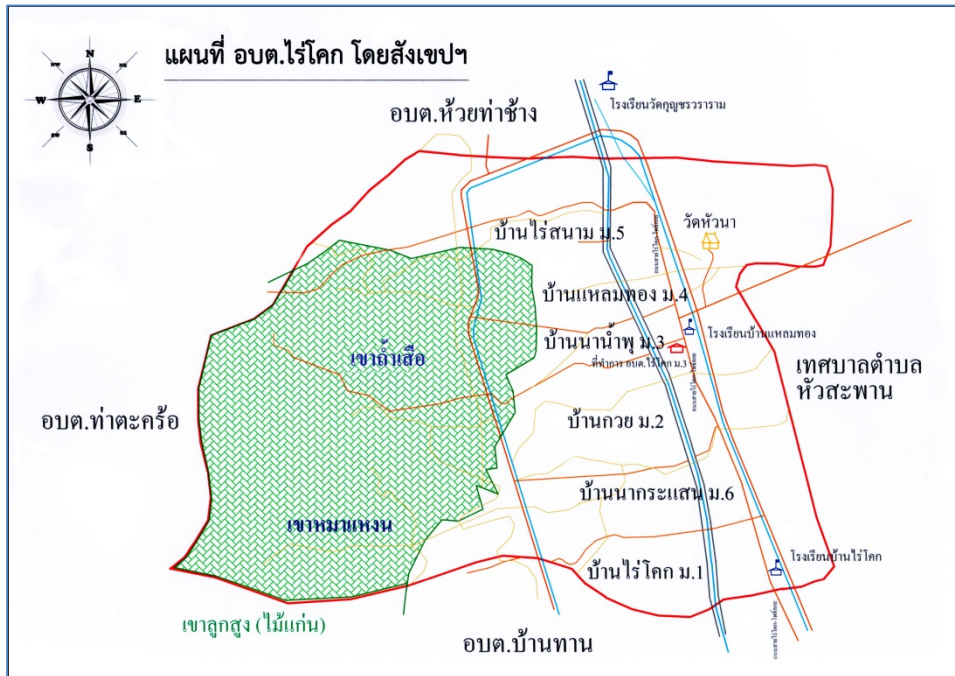 แผนที่ อบต.ไร่โคก โดยสังเขปฯ
N
NW
NE
W
E
SW
SE
S
โรงเรียนวัดกุญชรวราราม
อบต.ห้วยท่าช้าง
วัดหัวนา
บ้านไร่สนาม ม.5
บ้านแหลมทอง ม.4
โรงเรียนบ้านแหลมทอง
บ้านนาน้ำพุ ม.3
ที่ทำการ อบต.ไร่โคก ม.3
เขาถ้ำเสือ
เทศบาลตำบล
หัวสะพาน
อบต.ท่าตะคร้อ
บ้านกวย ม.2
บ้านนากระแสน ม.6
เขาหมาแหงน
โรงเรียนบ้านไร่โคก
บ้านไร่โคก ม.1
เขาลูกสูง (ไม้แก่น)
อบต.บ้านทาน